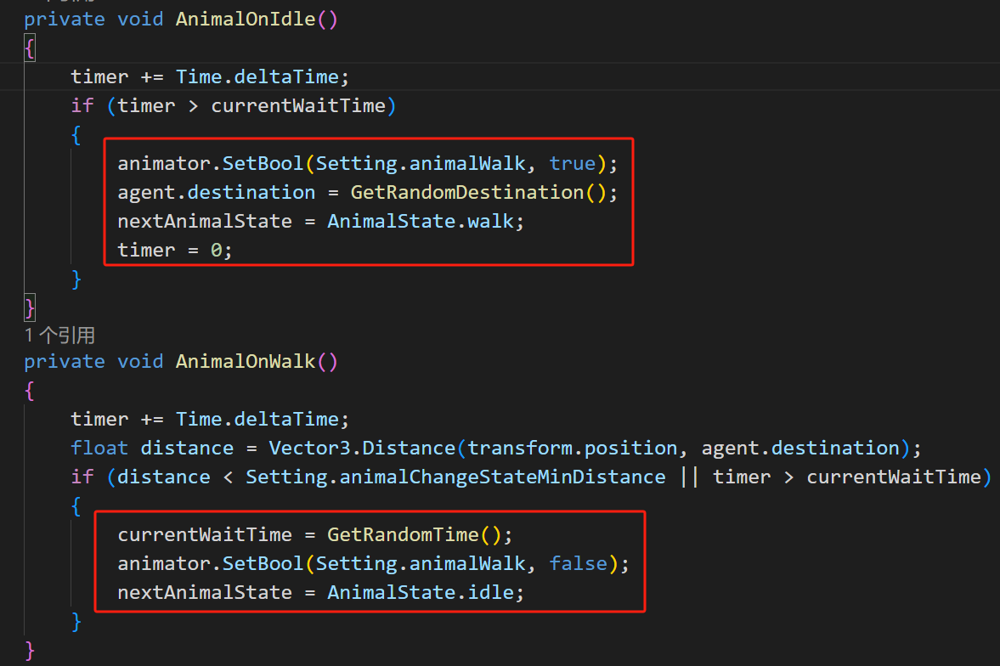 private void AnimalOnIdle()
{
timer += Time.deltaTime;
if (timer > currentWaitTime)
{
animator.SetBool(Setting.animalWalk, true);
agent.destination = GetRandomDestination();
nextAnimalState = AnimalState.walk;
timer = 0;
}
}
1 个引用
private void AnimalOnWalk()
{
timer += Time.deltaTime;
float distance = Vector3.Distance(transform.position, agent.destination);
if (distance < Setting.animalChangeStateMinDistance || timer > currentWaitTime)
{
currentWaitTime = GetRandomTime();
animator.SetBool(Setting.animalWalk, false);
nextAnimalState = AnimalState.idle;
}
}